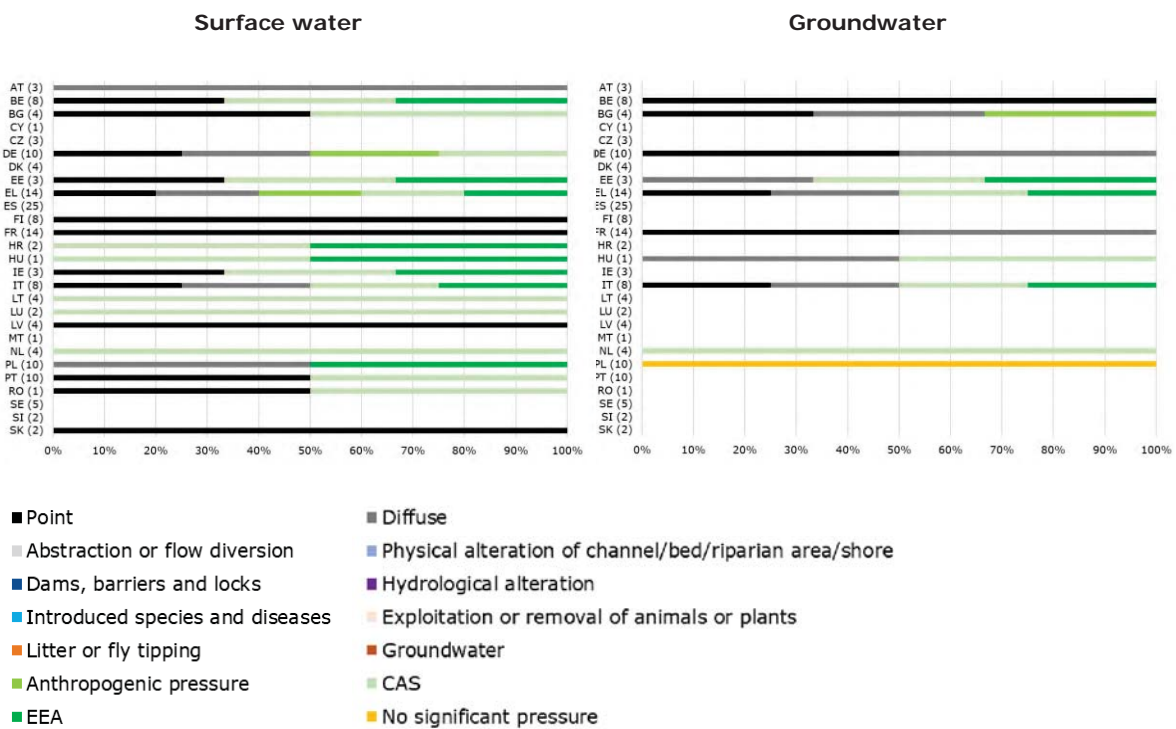 Surface water
Groundwater
AT (3)
BE (8)
BG (4)
CY (1)
CZ (3)
DE (10)
DK (4)
EE (3)
EL (14)
ES (25)
FI (8)
FR (14)
HR (2)
HU (1)
IE (3)
IT (8)
LT (4)
LU (2)
LV (4)
MT (1)
NL (4)
PL (10)
PT (10)
RO (1)
SE (5)
SI (2)
SK (2)
0% 10% 20% 30% 40% 50% 60% 70% 80% 90% 100%
AT (3)
BE (8)
BG (4)
CY (1)
CZ (3)
DE (10)
DK (4)
EE (3)
EL (14)
ES (25)
FI (8)
FR (14)
HR (2)
HU (1)
IE (3)
IT (8)
LT (4)
LU (2)
LV (4)
MT (1)
NL (4)
PL (10)
PT (10)
RO (1)
SE (5)
SI (2)
SK (2)
0% 10% 20% 30% 40% 50% 60% 70% 80% 90% 100%
Point
Diffuse
Abstraction or flow diversion
Physical alteration of channel/bed/riparian area/shore
Dams, barriers and locks
Hydrological alteration
Introduced species and diseases
Exploitation or removal of animals or plants
Litter or fly tipping
Groundwater
Anthropogenic pressure
CAS
EEA
No significant pressure